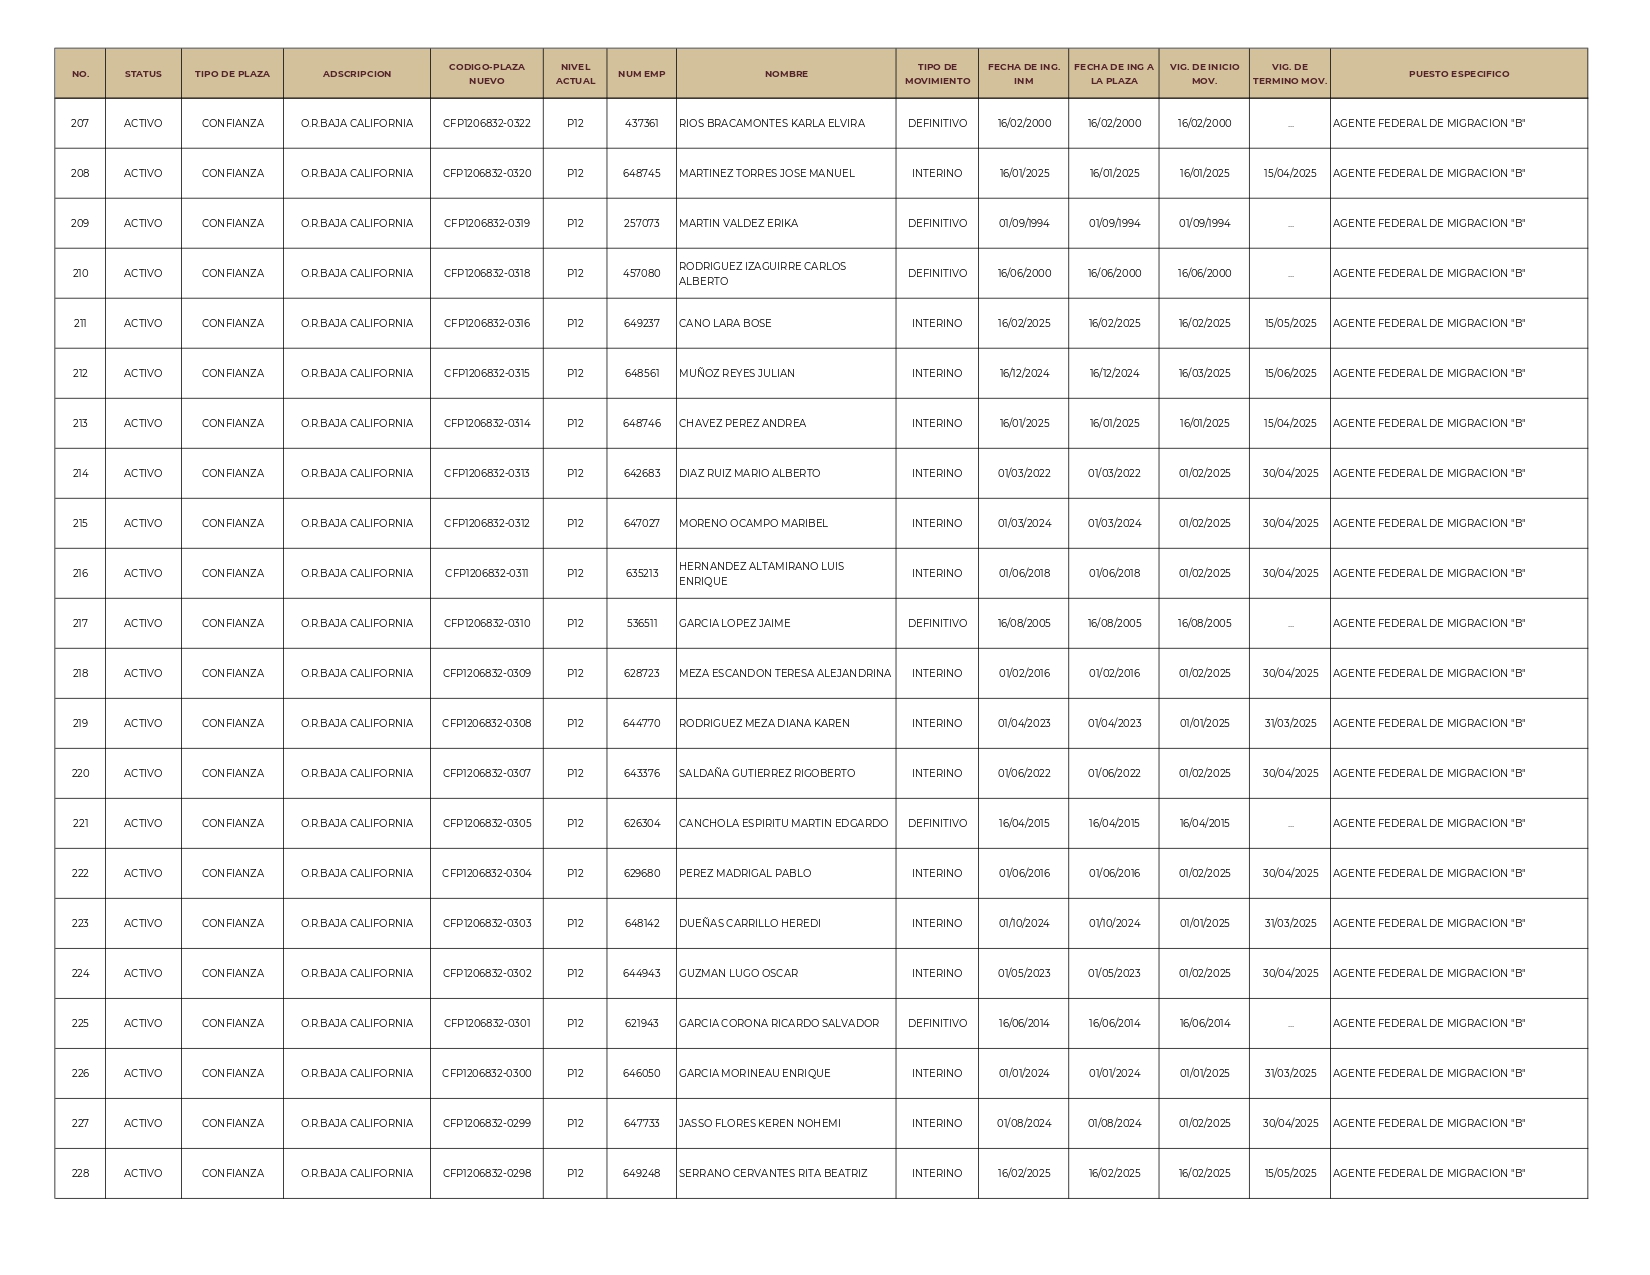 NO. STATUS TIPO DE PLAZA ADSCRIPCION CODIGO-PLAZA NUEVO NIVEL ACTUAL NUM EMP NOMBRE TIPO DE MOVIMIENTO FECHA DE ING. INM FECHA DE ING A LA PLAZA VIG. DE INICIO MOV. VIG. DE TERMINO MOV. PUESTO ESPECIFICO
207 ACTIVO CONFIANZA O.R.BAJA CALIFORNIA CFP1206832-0322 P12 437361 RIOS BRACAMONTES KARLA ELVIRA DEFINITIVO 16/02/2000 16/02/2000 16/02/2000 ... AGENTE FEDERAL DE MIGRACION "B"
208 ACTIVO CONFIANZA O.R.BAJA CALIFORNIA CFP1206832-0320 P12 648745 MARTINEZ TORRES JOSE MANUEL INTERINO 16/01/2025 16/01/2025 16/01/2025 15/04/2025 AGENTE FEDERAL DE MIGRACION "B"
209 ACTIVO CONFIANZA O.R.BAJA CALIFORNIA CFP1206832-0319 P12 257073 MARTIN VALDEZ ERIKA DEFINITIVO 01/09/1994 01/09/1994 01/09/1994 ... AGENTE FEDERAL DE MIGRACION "B"
210 ACTIVO CONFIANZA O.R.BAJA CALIFORNIA CFP1206832-0318 P12 457080 RODRIGUEZ IZAGUIRRE CARLOS ALBERTO DEFINITIVO 16/06/2000 16/06/2000 16/06/2000 ... AGENTE FEDERAL DE MIGRACION "B"
211 ACTIVO CONFIANZA O.R.BAJA CALIFORNIA CFP1206832-0316 P12 649237 CANO LARA BOSE INTERINO 16/02/2025 16/02/2025 16/02/2025 15/05/2025 AGENTE FEDERAL DE MIGRACION "B"
212 ACTIVO CONFIANZA O.R.BAJA CALIFORNIA CFP1206832-0315 P12 648561 MUÑOZ REYES JULIAN INTERINO 16/12/2024 16/12/2024 16/03/2025 15/06/2025 AGENTE FEDERAL DE MIGRACION "B"
213 ACTIVO CONFIANZA O.R.BAJA CALIFORNIA CFP1206832-0314 P12 648746 CHAVEZ PEREZ ANDREA INTERINO 16/01/2025 16/01/2025 16/01/2025 15/04/2025 AGENTE FEDERAL DE MIGRACION "B"
214 ACTIVO CONFIANZA O.R.BAJA CALIFORNIA CFP1206832-0313 P12 642683 DIAZ RUIZ MARIO ALBERTO INTERINO 01/03/2022 01/03/2022 01/02/2025 30/04/2025 AGENTE FEDERAL DE MIGRACION "B"
215 ACTIVO CONFIANZA O.R.BAJA CALIFORNIA CFP1206832-0312 P12 647027 MORENO OCAMPO MARIBEL INTERINO 01/03/2024 01/03/2024 01/02/2025 30/04/2025 AGENTE FEDERAL DE MIGRACION "B"
216 ACTIVO CONFIANZA O.R.BAJA CALIFORNIA CFP1206832-0311 P12 635213 HERNANDEZ ALTAMIRANO LUIS ENRIQUE INTERINO 01/06/2018 01/06/2018 01/02/2025 30/04/2025 AGENTE FEDERAL DE MIGRACION "B"
217 ACTIVO CONFIANZA O.R.BAJA CALIFORNIA CFP1206832-0310 P12 536511 GARCIA LOPEZ JAIME DEFINITIVO 16/08/2005 16/08/2005 16/08/2005 ... AGENTE FEDERAL DE MIGRACION "B"
218 ACTIVO CONFIANZA O.R.BAJA CALIFORNIA CFP1206832-0309 P12 628723 MEZA ESCANDON TERESA ALEJANDRINA INTERINO 01/02/2016 01/02/2016 01/02/2025 30/04/2025 AGENTE FEDERAL DE MIGRACION "B"
219 ACTIVO CONFIANZA O.R.BAJA CALIFORNIA CFP1206832-0308 P12 644770 RODRIGUEZ MEZA DIANA KAREN INTERINO 01/04/2023 01/04/2023 01/01/2025 31/03/2025 AGENTE FEDERAL DE MIGRACION "B"
220 ACTIVO CONFIANZA O.R.BAJA CALIFORNIA CFP1206832-0307 P12 643376 SALDAÑA GUTIERREZ RIGOBERTO INTERINO 01/06/2022 01/06/2022 01/02/2025 30/04/2025 AGENTE FEDERAL DE MIGRACION "B"
221 ACTIVO CONFIANZA O.R.BAJA CALIFORNIA CFP1206832-0305 P12 626304 CANCHOLA ESPIRITU MARTIN EDGARDO DEFINITIVO 16/04/2015 16/04/2015 16/04/2015 ... AGENTE FEDERAL DE MIGRACION "B"
222 ACTIVO CONFIANZA O.R.BAJA CALIFORNIA CFP1206832-0304 P12 629680 PEREZ MADRIGAL PABLO INTERINO 01/06/2016 01/06/2016 01/02/2025 30/04/2025 AGENTE FEDERAL DE MIGRACION "B"
223 ACTIVO CONFIANZA O.R.BAJA CALIFORNIA CFP1206832-0303 P12 648142 DUEÑAS CARRILLO HEREDI INTERINO 01/10/2024 01/10/2024 01/01/2025 31/03/2025 AGENTE FEDERAL DE MIGRACION "B"
224 ACTIVO CONFIANZA O.R.BAJA CALIFORNIA CFP1206832-0302 P12 644943 GUZMAN LUGO OSCAR INTERINO 01/05/2023 01/05/2023 01/02/2025 30/04/2025 AGENTE FEDERAL DE MIGRACION "B"
225 ACTIVO CONFIANZA O.R.BAJA CALIFORNIA CFP1206832-0301 P12 621943 GARCIA CORONA RICARDO SALVADOR DEFINITIVO 16/06/2014 16/06/2014 16/06/2014 ... AGENTE FEDERAL DE MIGRACION "B"
226 ACTIVO CONFIANZA O.R.BAJA CALIFORNIA CFP1206832-0300 P12 646050 GARCIA MORINEAU ENRIQUE INTERINO 01/01/2024 01/01/2024 01/01/2025 31/03/2025 AGENTE FEDERAL DE MIGRACION "B"
227 ACTIVO CONFIANZA O.R.BAJA CALIFORNIA CFP1206832-0299 P12 647733 JASSO FLORES KEREN NOHEMI INTERINO 01/08/2024 01/08/2024 01/02/2025 30/04/2025 AGENTE FEDERAL DE MIGRACION "B"
228 ACTIVO CONFIANZA O.R.BAJA CALIFORNIA CFP1206832-0298 P12 649248 SERRANO CERVANTES RITA BEATRIZ INTERINO 16/02/2025 16/02/2025 16/02/2025 15/05/2025 AGENTE FEDERAL DE MIGRACION "B"